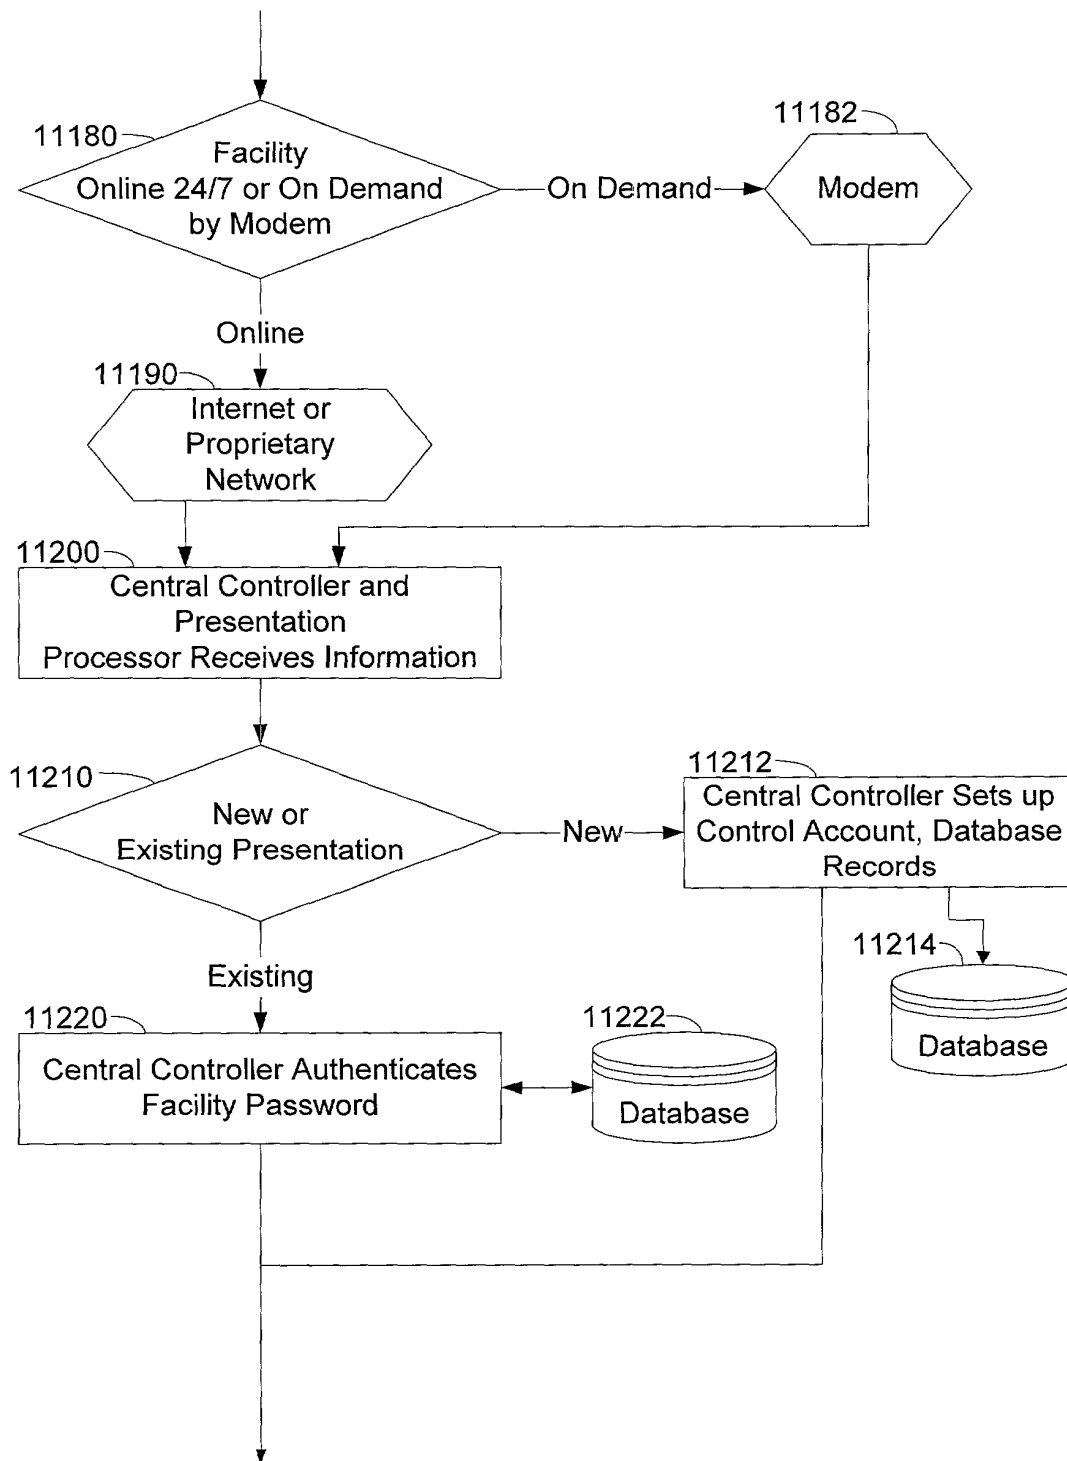 11180
Facility
Online 24/7 or On Demand
by Modem
On Demand
11182
Modem
Online
11190
Internet or
Proprietary
Network
11200
Central Controller and
Presentation
Processor Receives Information
11210
New or
Existing Presentation
New
11212
Central Controller Sets up
Control Account, Database
Records
11214
Database
Existing
11220
Central Controller Authenticates
Facility Password
11222
Database